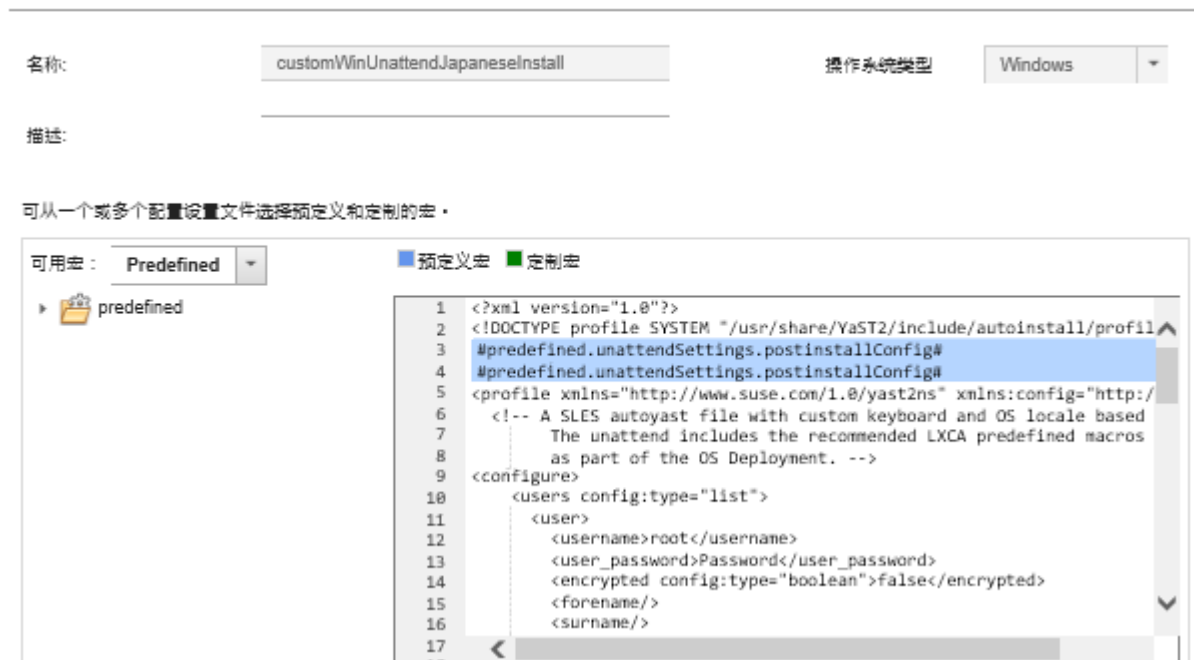 名称: customWinUnattendJapaneseInstall 操作系统类型 Windows
描述:
可从一个或多个配置设置文件选择预定义和定制的宏。
可用宏： Predefined 预定义宏 定制宏
predefined
1 <?xml version="1.0"?>
2 <!DOCTYPE profile SYSTEM "/usr/share/YaST2/include/autoinstall/profil
3 #predefined.unattendSettings.postinstallConfig#
4 #predefined.unattendSettings.postinstallConfig#
5 <profile xmlns="http://www.suse.com/1.0/yast2ns" xmlns:config="http:/
6 <!-- A SLES autoyast file with custom keyboard and OS locale based
7 The unattend includes the recommended LXCA predefined macros
8 as part of the OS Deployment. -->
9 <configure>
10 <users config:type="list">
11 <user>
12 <username>root</username>
13 <user_password>Password</user_password>
14 <encrypted config:type="boolean">false</encrypted>
15 <forename/>
16 <surname/>
17